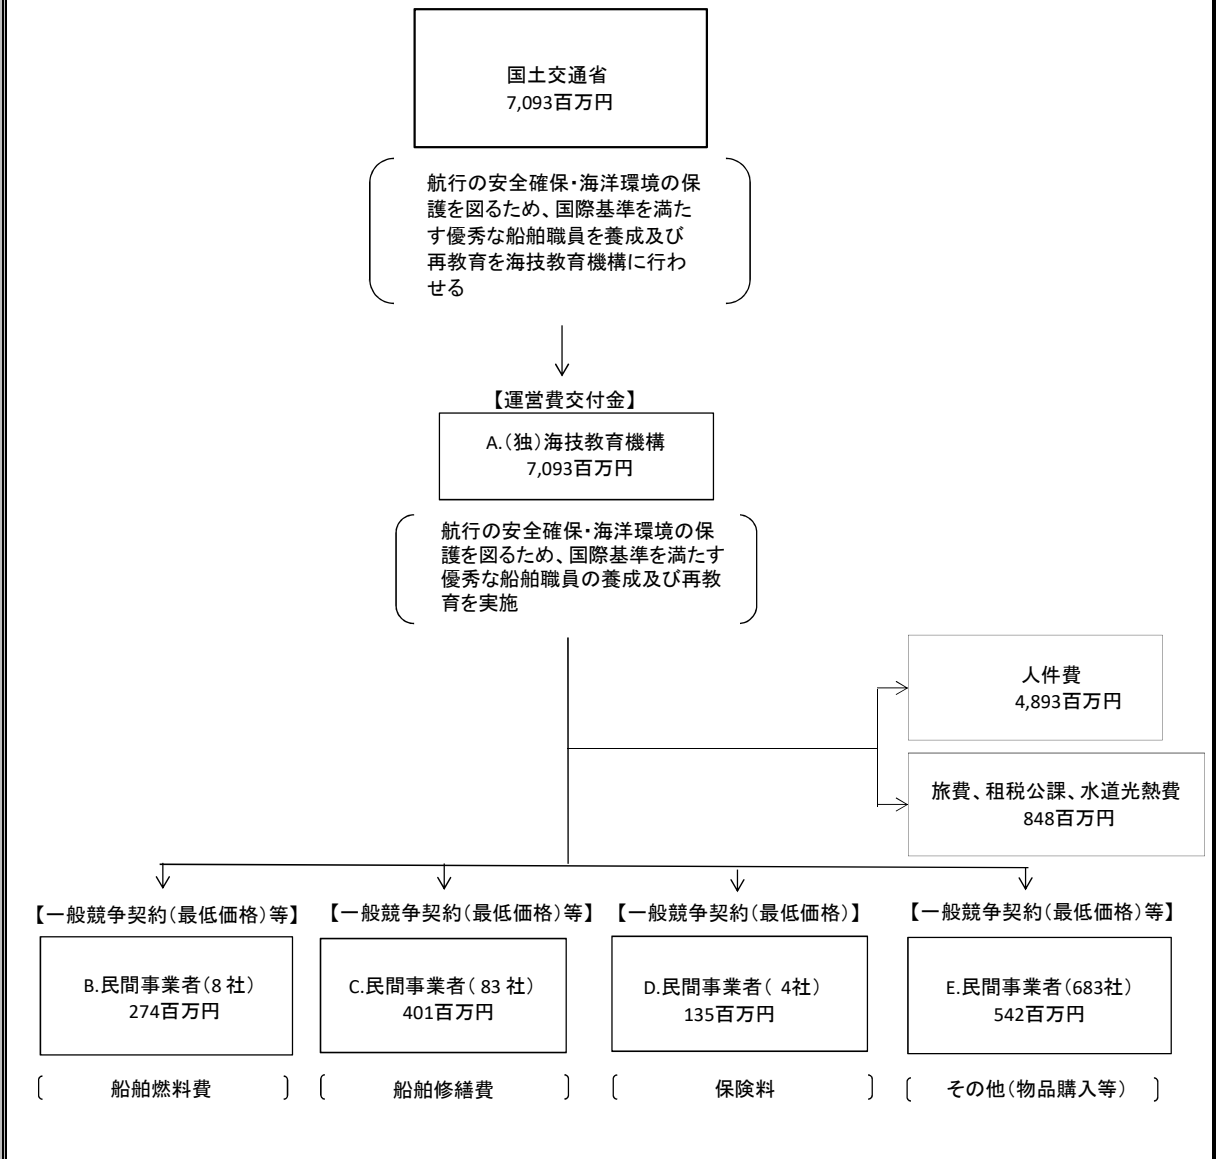 国土交通省
7,093百万円
航行の安全確保・海洋環境の保
護を図るため、国際基準を満た
す優秀な船舶職員を養成及び
再教育を海技教育機構に行わ
せる
【運営費交付金】
A.(独)海技教育機構
7,093百万円
航行の安全確保・海洋環境の保
護を図るため、国際基準を満たす
優秀な船舶職員の養成及び再教
育を実施
人件費
4,893百万円
旅費、租税公課、水道光熱費
848百万円
【一般競争契約(最低価格)等】
B.民間事業者(8 社)
274百万円
船舶燃料費
【一般競争契約(最低価格)等】
C.民間事業者( 83 社)
401百万円
船舶修繕費
【一般競争契約(最低価格)】
D.民間事業者( 4社)
135百万円
保険料
【一般競争契約(最低価格)等】
E.民間事業者(683社)
542百万円
その他(物品購入等)